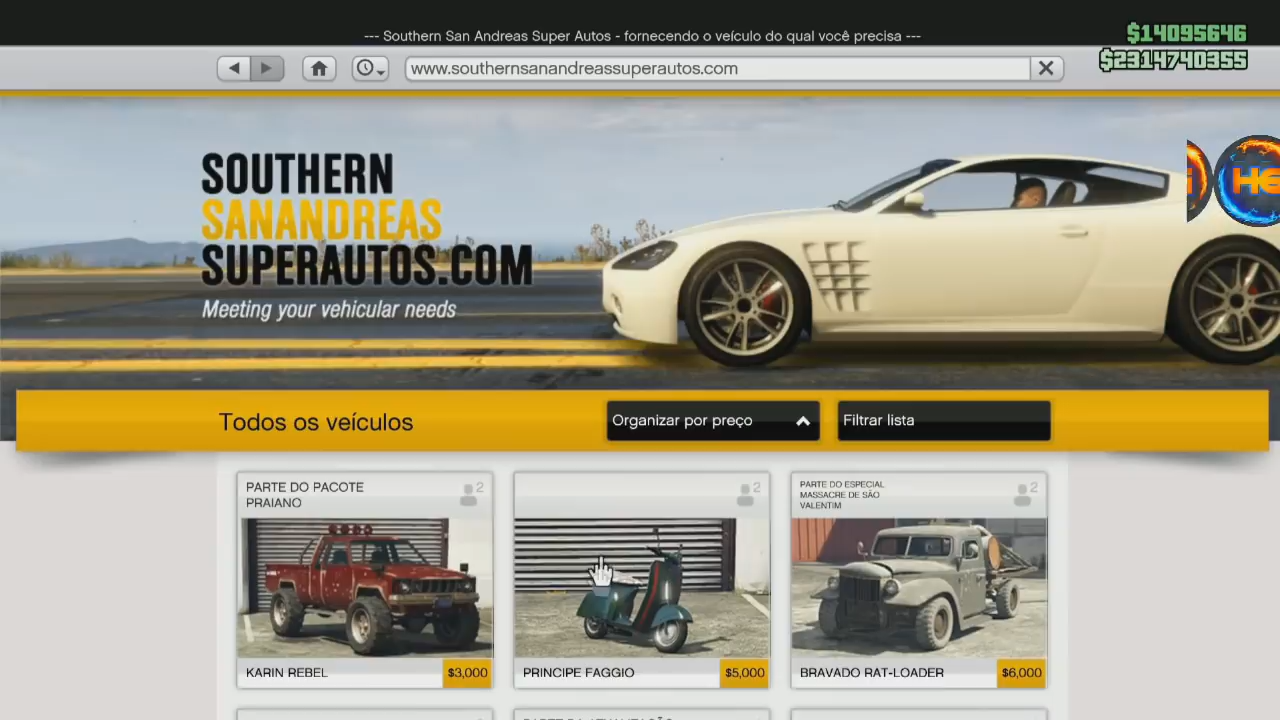 --- Southern San Andreas Super Autos - fornecendo o veículo do qual você precisa ---
$14095646
$2314740355
www.southernsanandreassuperautos.com
SOUTHERN
SANANDREAS
SUPERAUTOS.COM
Meeting your vehicular needs
HE
Todos os veículos
Organizar por preço
Filtrar lista
PARTE DO PACOTE
PRAIANO
2
2
PARTE DO ESPECIAL
MASSACRE DE SÃO
VALENTIM
2
KARIN REBEL
$3,000
PRINCIPE FAGGIO
$5,000
BRAVADO RAT-LOADER
$6,000